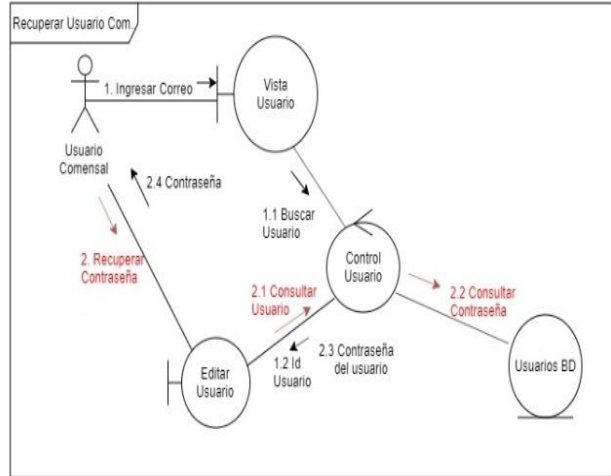 Recuperar Usuario Com.
1. Ingresar Correo
Vista
Usuario
Usuario
Comensal
2.4 Contraseña
1.1 Buscar
Usuario
2. Recuperar
Contraseña
Control
Usuario
2.1 Consultar
Usuario
2.2 Consultar
Contraseña
1.2 Id
Usuario
2.3 Contraseña
del usuario
Editar
Usuario
Usuarios BD